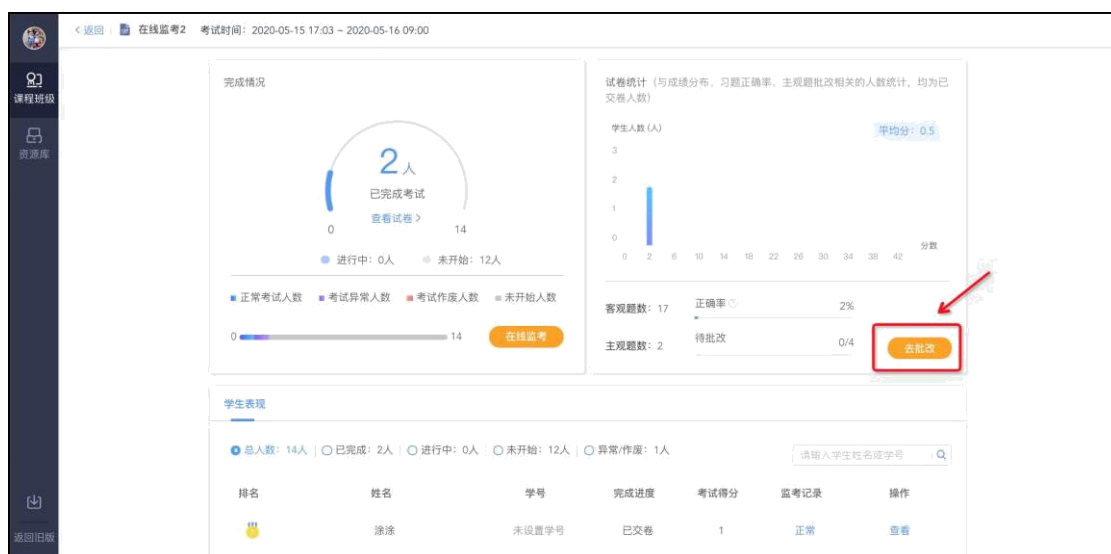 <返回 在线监考2 考试时间：2020-05-15 17:03 ~ 2020-05-16 09:00
课程班级
资源库
返回旧版
完成情况
2人
已完成考试
查看试卷 >
0 14
进行中：0人 未开始：12人
正常考试人数 考试异常人数 考试作废人数 未开始人数
0 14 在线监考
试卷统计（与成绩分布、习题正确率、主观题批改相关的人数统计，均为已
交卷人数）
学生人数 (人) 平均分：0.5
3
2
1
0
分数
0 2 6 10 14 18 22 26 30 34 38 42
客观题数：17 正确率 2%
主观题数：2 待批改 0/4 去批改
学生表现
总人数：14人 已完成：2人 进行中：0人 未开始：12人 异常/作废：1人 请输入学生姓名或学号
排名 姓名 学号 完成进度 考试得分 监考记录 操作
涂涂 未设置学号 已交卷 1 正常 查看